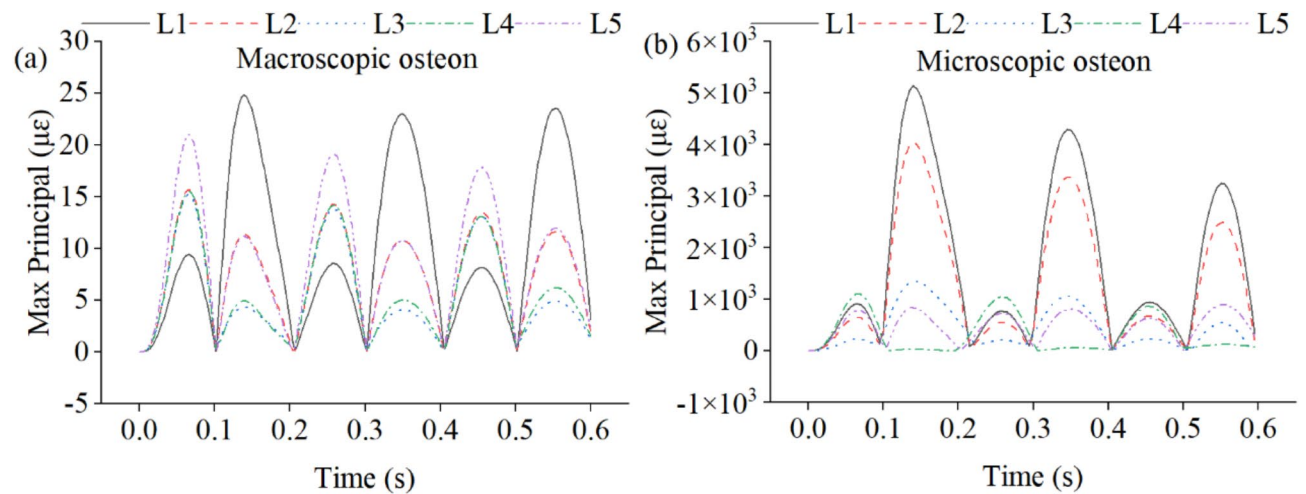 L1 L2 L3 L4 L5
(a)
Macroscopic osteon
Max Principal (με)
30
25
20
15
10
5
0
-5
0.0 0.1 0.2 0.3 0.4 0.5 0.6
Time (s)
L1 L2 L3 L4 L5
(b)
Microscopic osteon
Max Principal (με)
6×10³
5×10³
4×10³
3×10³
2×10³
1×10³
0
-1×10³
0.0 0.1 0.2 0.3 0.4 0.5 0.6
Time (s)